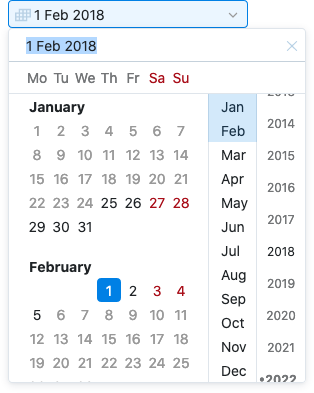 1 Feb 2018
1 Feb 2018
Mo Tu We Th Fr Sa Su
January
1 2 3 4 5 6 7
8 9 10 11 12 13 14
15 16 17 18 19 20 21
22 23 24 25 26 27 28
29 30 31
February
1 2 3 4
5 6 7 8 9 10 11
12 13 14 15 16 17 18
19 20 21 22 23 24 25
Jan
Feb
Mar
Apr
May
Jun
Jul
Aug
Sep
Oct
Nov
Dec
2013
2014
2015
2016
2017
2018
2019
2020
2021
•2022